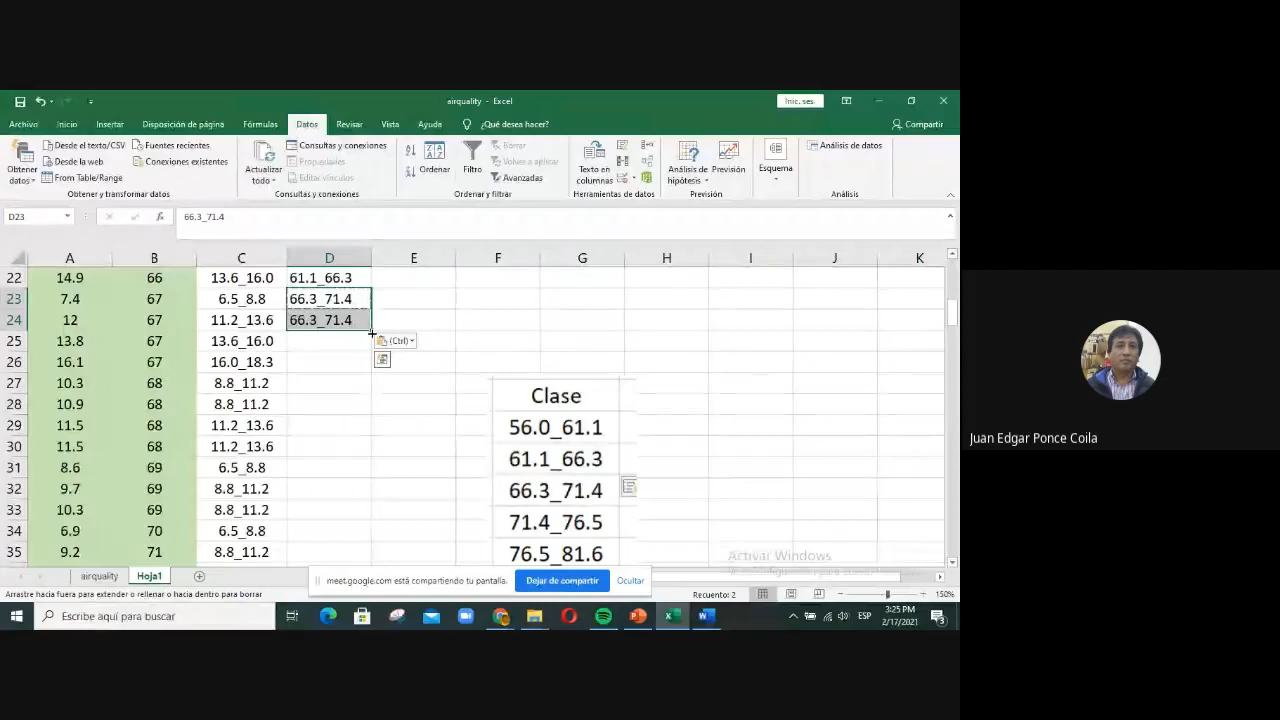 airquality - Excel
Inic. ses.
Archivo Inicio Insertar Disposición de página Fórmulas Datos Revisar Vista Ayuda ¿Qué desea hacer? Compartir
Obtener datos
Desde el texto/CSV
Desde la web
From Table/Range
Fuentes recientes
Conexiones existentes
Obtener y transformar datos
Actualizar todo
Consultas y conexiones
Propiedades
Editar vínculos
Consultas y conexiones
Ordenar
Filtro
Borrar
Volver a aplicar
Avanzadas
Ordenar y filtrar
Texto en columnas
Herramientas de datos
Análisis de hipótesis
Previsión
Previsión
Esquema
Análisis de datos
Análisis
D23 fx 66.3_71.4
A B C D E F G H I J K
22 14.9 66 13.6_16.0 61.1_66.3
23 7.4 67 6.5_8.8 66.3_71.4
24 12 67 11.2_13.6 66.3_71.4
25 13.8 67 13.6_16.0
26 16.1 67 16.0_18.3
27 10.3 68 8.8_11.2
28 10.9 68 8.8_11.2
29 11.5 68 11.2_13.6
30 11.5 68 11.2_13.6
31 8.6 69 6.5_8.8
32 9.7 69 8.8_11.2
33 10.3 69 8.8_11.2
34 6.9 70 6.5_8.8
35 9.2 71 8.8_11.2
(Ctrl)
Clase
56.0_61.1
61.1_66.3
66.3_71.4
71.4_76.5
76.5_81.6
Activar Windows
airquality Hoja1
meet.google.com está compartiendo tu pantalla. Dejar de compartir Ocultar
Arrastre hacia fuera para extender o rellenar o hacia dentro para borrar Recuento: 2 150%
Escribe aquí para buscar
ESP
3:25 PM
2/17/2021
3
Juan Edgar Ponce Coila